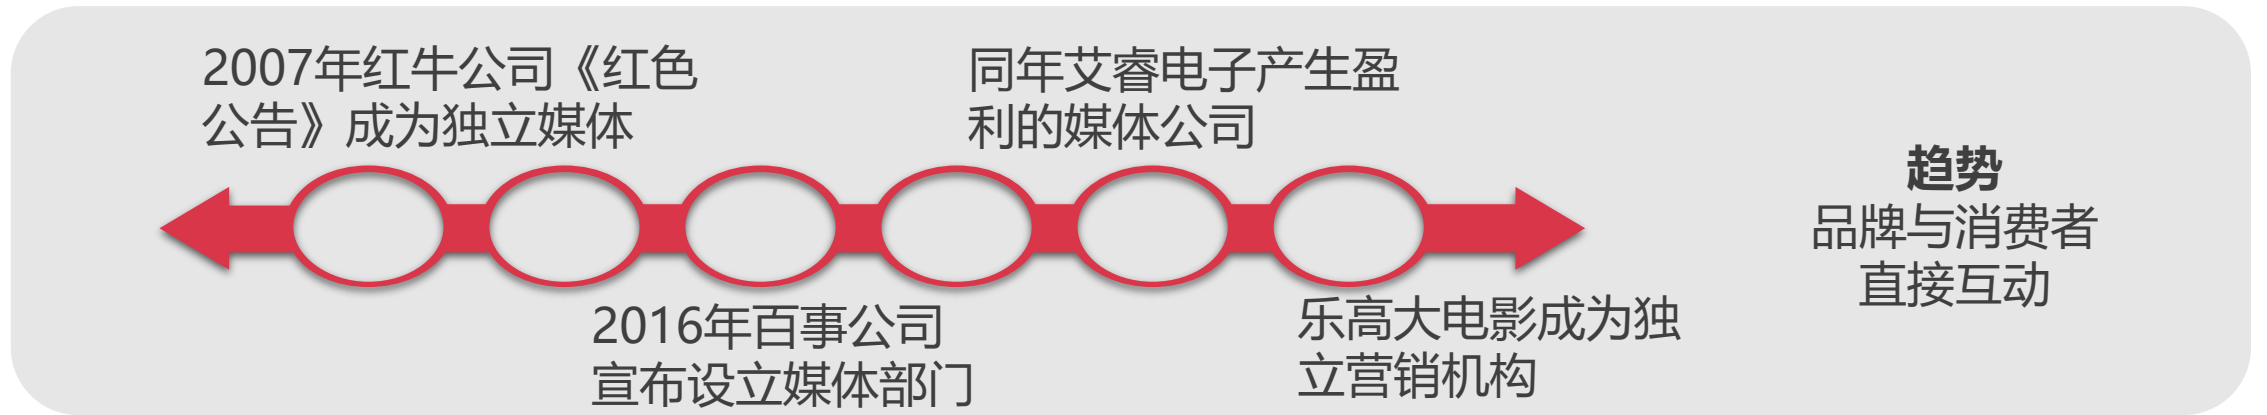 2007年红牛公司《红色
公告》成为独立媒体
同年艾睿电子产生盈
利的媒体公司
2016年百事公司
宣布设立媒体部门
乐高大电影成为独
立营销机构
趋势
品牌与消费者
直接互动